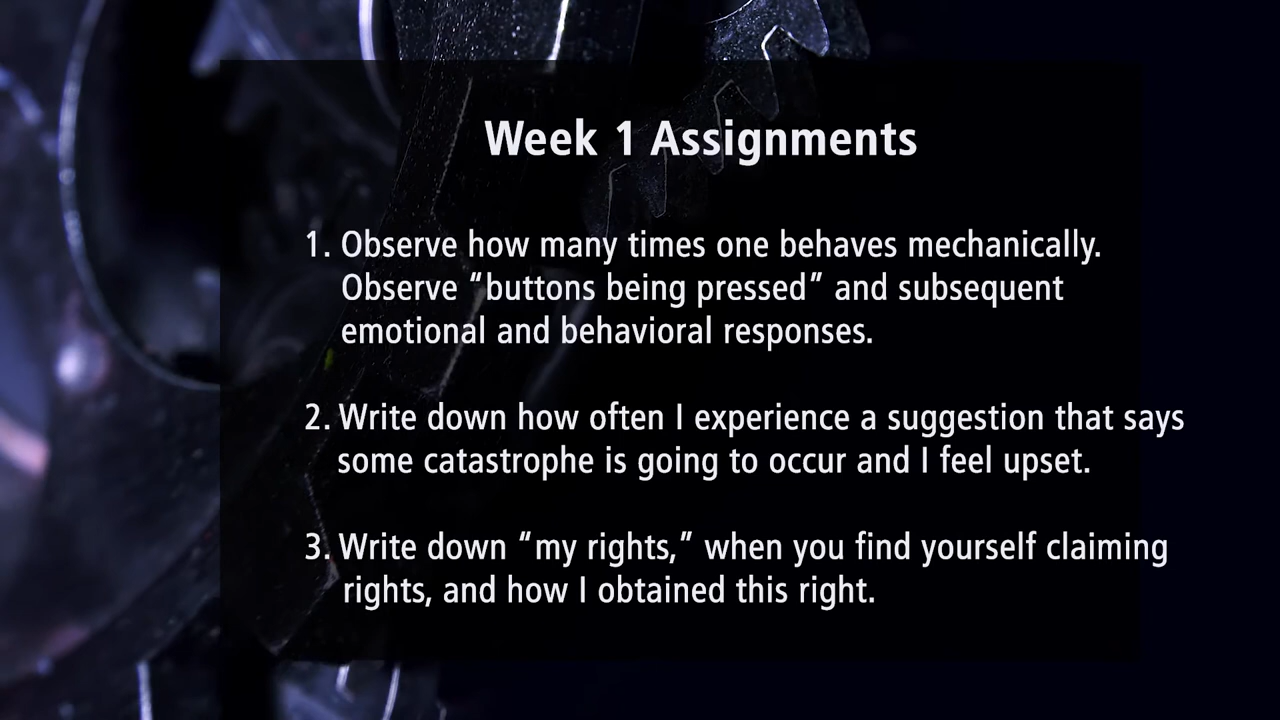 Week 1 Assignments
1. Observe how many times one behaves mechanically.
Observe “buttons being pressed” and subsequent
emotional and behavioral responses.
2. Write down how often I experience a suggestion that says
some catastrophe is going to occur and I feel upset.
3. Write down “my rights,” when you find yourself claiming
rights, and how I obtained this right.